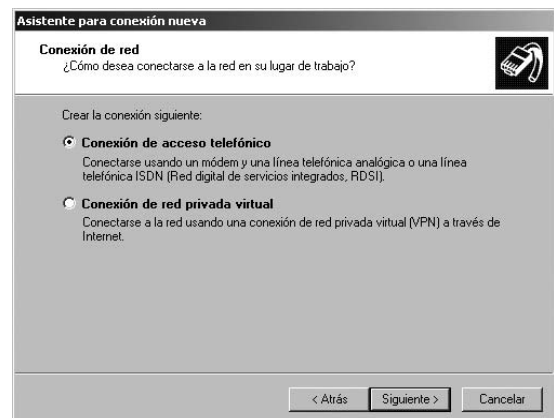 Asistente para conexión nueva
Conexión de red
¿Cómo desea conectarse a la red en su lugar de trabajo?
Crear la conexión siguiente:
Conexión de acceso telefónico
Conectarse usando un módem y una línea telefónica analógica o una línea
telefónica ISDN (Red digital de servicios integrados, RDSI).
Conexión de red privada virtual
Conectarse a la red usando una conexión de red privada virtual (VPN) a través de
Internet.
< Atrás
Siguiente >
Cancelar